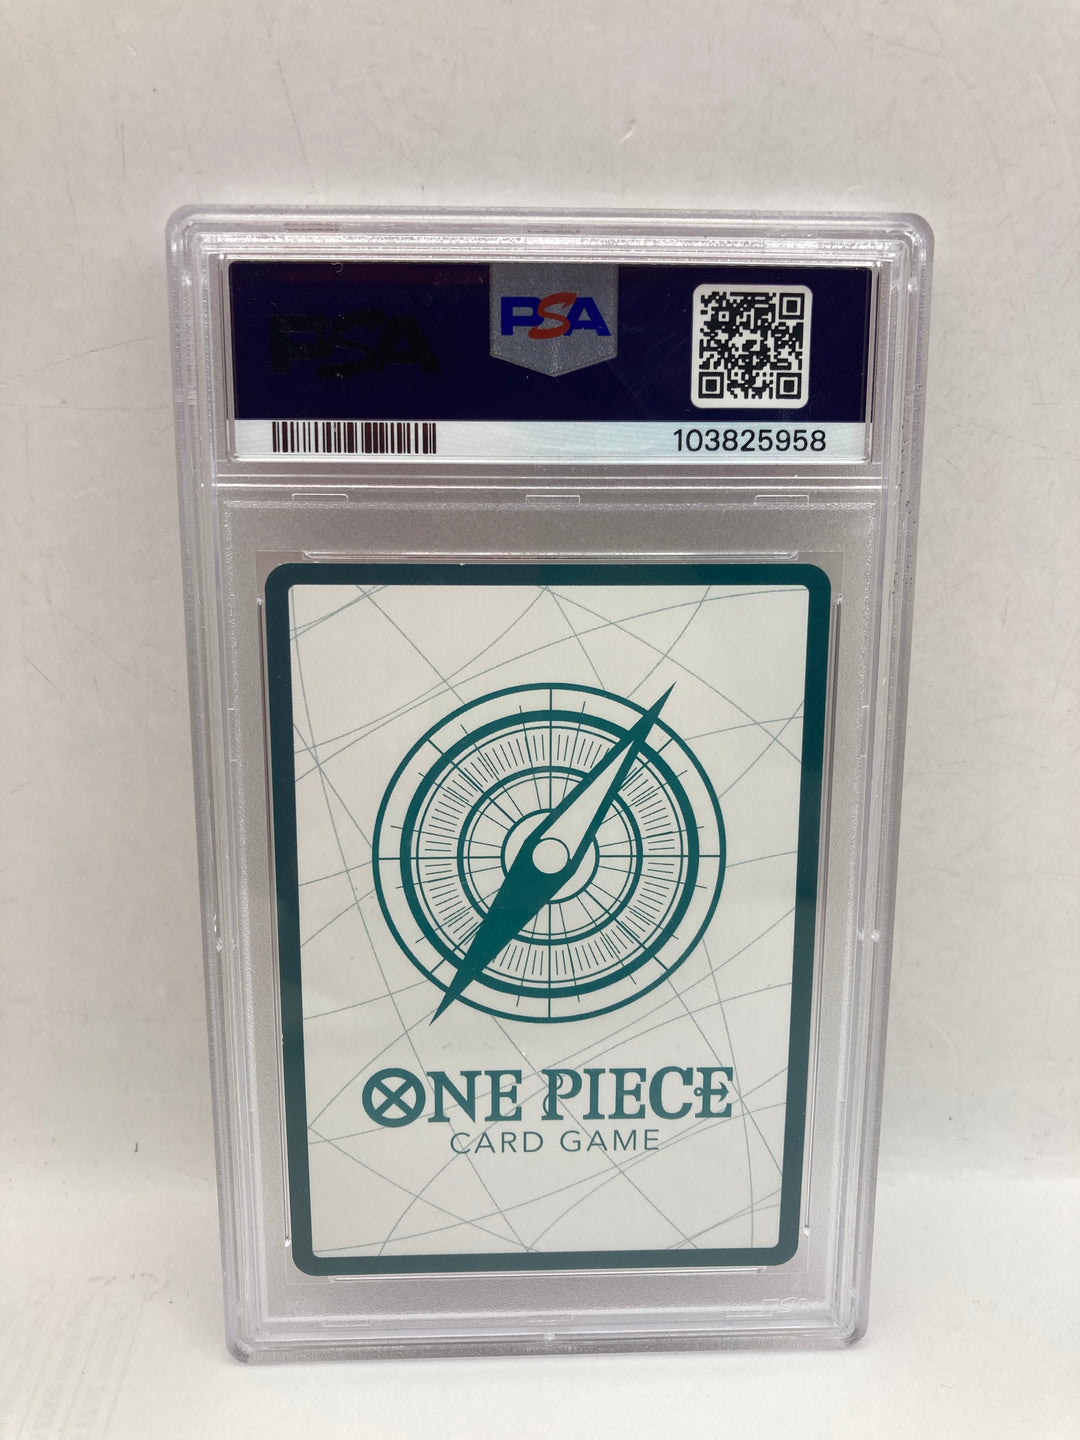 PSA
PSA
103825958
ONE PIECE
CARD GAME